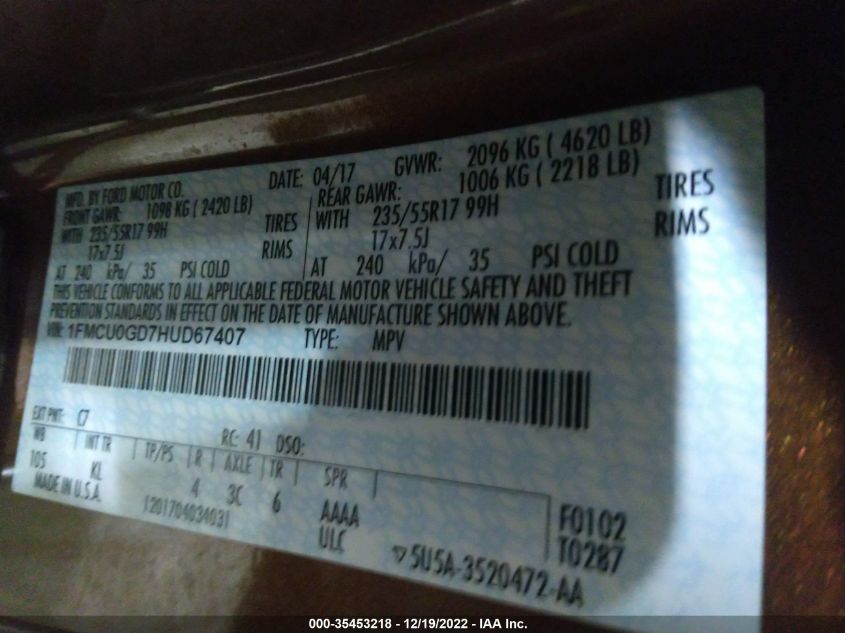 MFD. BY FORD MOTOR CO.
DATE: 04/17 GVWR: 2096 KG ( 4620 LB)
FRONT GAWR: 1098 KG ( 2420 LB)
REAR GAWR: 1006 KG ( 2218 LB)
WITH 235/55R17 99H TIRES
WITH 235/55R17 99H TIRES
17x7.5J RIMS
17x7.5J RIMS
AT 240 kPa/ 35 PSI COLD
AT 240 kPa/ 35 PSI COLD
THIS VEHICLE CONFORMS TO ALL APPLICABLE FEDERAL MOTOR VEHICLE SAFETY AND THEFT
PREVENTION STANDARDS IN EFFECT ON THE DATE OF MANUFACTURE SHOWN ABOVE.
VIN: 1FMCU0GD7HUD67407 TYPE: MPV
EXT PNT: C7 RC: 41 DSO:
WB INT TR TP/PS R AXLE TR SPR
105 KL 4 3C 6 AAAA
MADE IN U.S.A. 120170403403I ULC
F0102
T0287
▽5U5A-3520472-AA
000-35453218 - 12/19/2022 - IAA Inc.